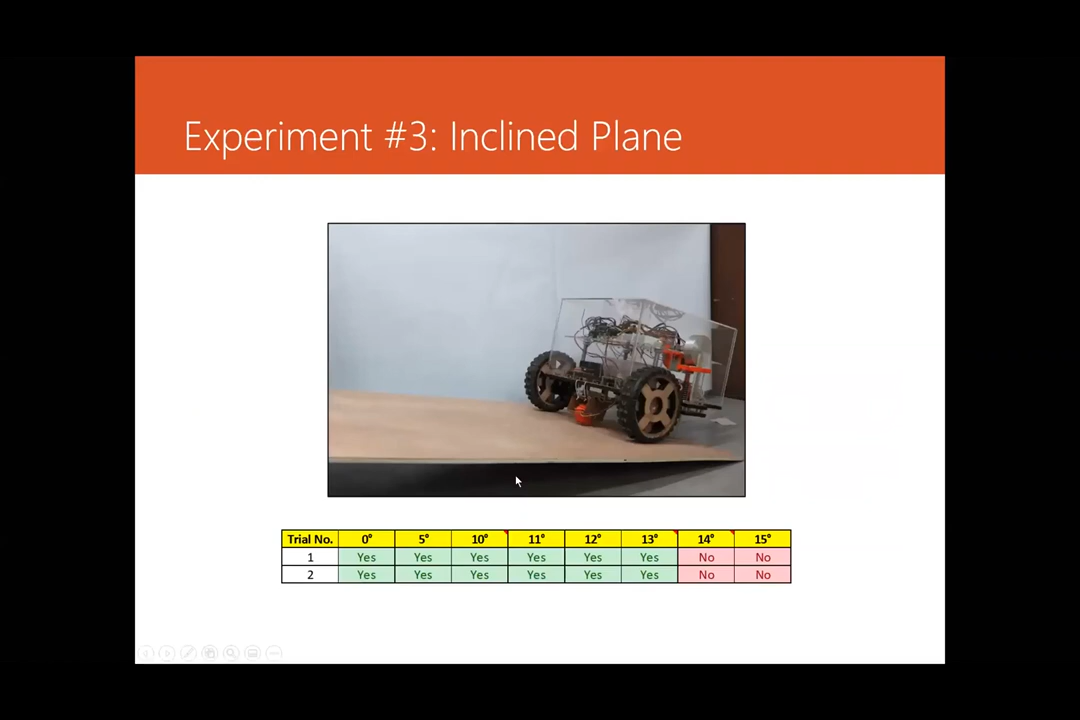 Experiment #3: Inclined Plane
Trial No. 0° 5° 10° 11° 12° 13° 14° 15°
1 Yes Yes Yes Yes Yes Yes No No
2 Yes Yes Yes Yes Yes Yes No No